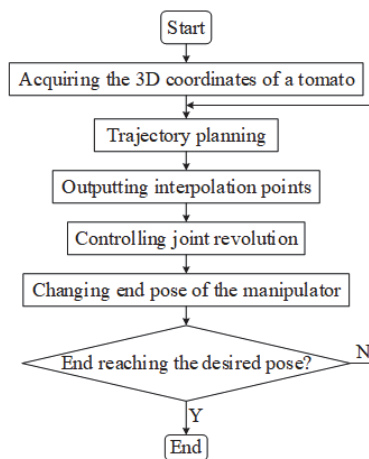 Start
Acquiring the 3D coordinates of a tomato
Trajectory planning
Outputting interpolation points
Controlling joint revolution
Changing end pose of the manipulator
End reaching the desired pose?
N
Y
End